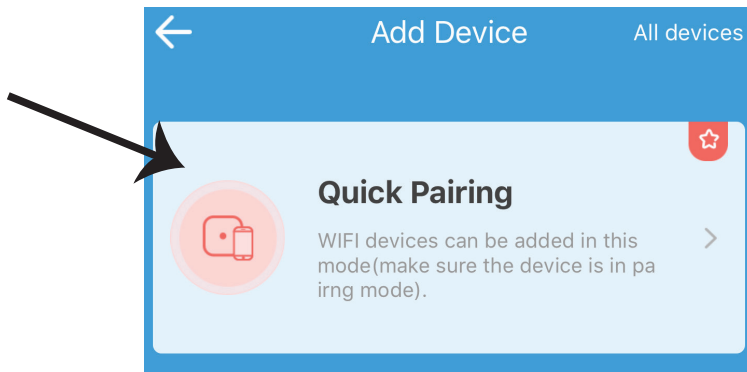 Add Device All devices
Quick Pairing
WIFI devices can be added in this
mode(make sure the device is in pa
irng mode).